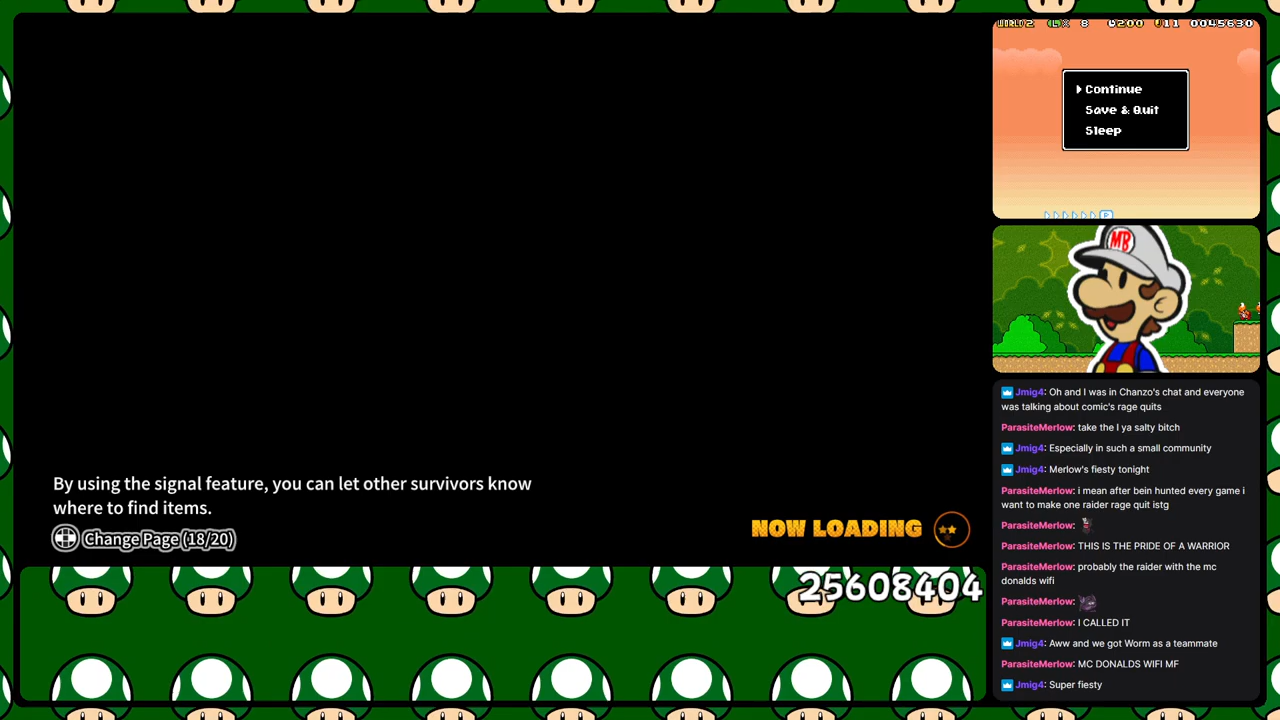 WORLD2 (L)X 8 200 11 0045630
Continue
Save & Quit
Sleep
P
MB
Jmig4: Oh and I was in Chanzo's chat and everyone
was talking about comic's rage quits
ParasiteMerlow: take the l ya salty bitch
Jmig4: Especially in such a small community
Jmig4: Merlow's fiesty tonight
ParasiteMerlow: i mean after bein hunted every game i
want to make one raider rage quit istg
ParasiteMerlow:
ParasiteMerlow: THIS IS THE PRIDE OF A WARRIOR
ParasiteMerlow: probably the raider with the mc
donalds wifi
ParasiteMerlow:
ParasiteMerlow: I CALLED IT
Jmig4: Aww and we got Worm as a teammate
ParasiteMerlow: MC DONALDS WIFI MF
Jmig4: Super fiesty
By using the signal feature, you can let other survivors know
where to find items.
Change Page (18/20)
NOW LOADING
25608404